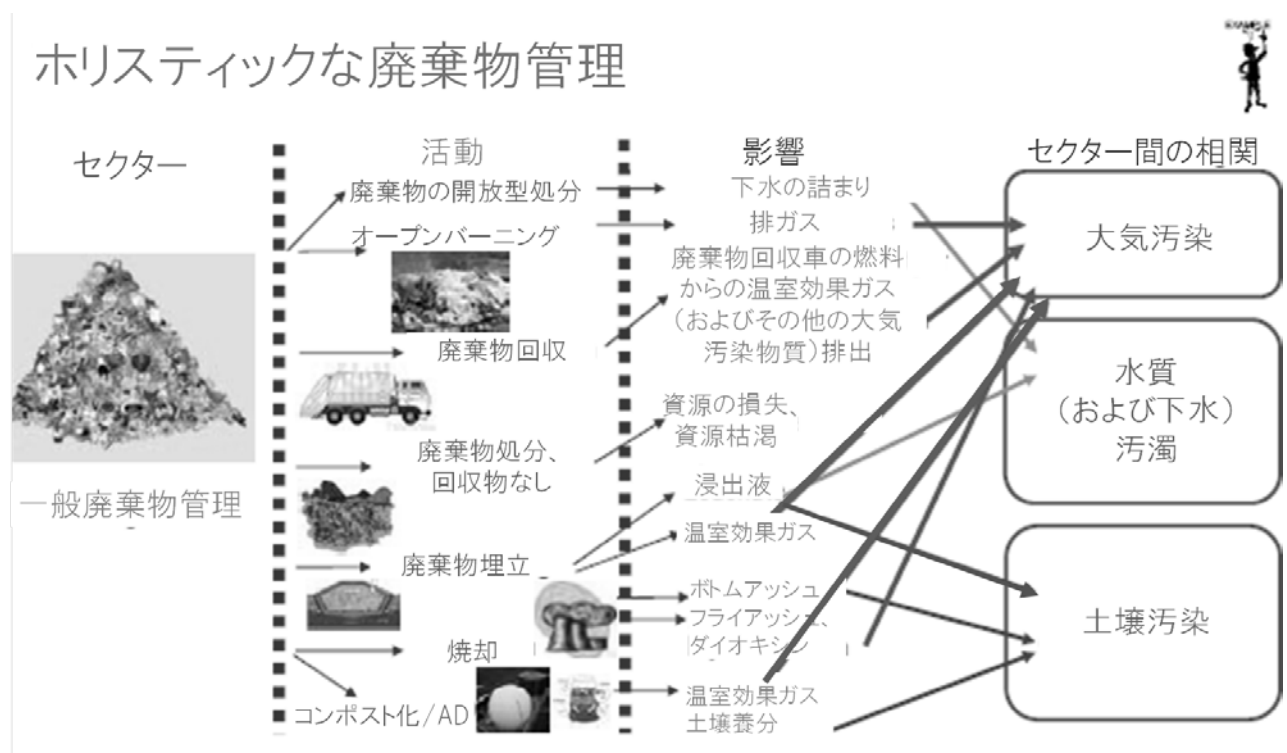 EXAMPLE
ホリスティックな廃棄物管理
セクター
活動
影響
セクター間の相関
一般廃棄物管理
廃棄物の開放型処分
オープンバーニング
廃棄物回収
廃棄物処分、
回収物なし
廃棄物埋立
焼却
コンポスト化/AD
下水の詰まり
排ガス
廃棄物回収車の燃料
からの温室効果ガス
(およびその他の大気
汚染物質)排出
資源の損失、
資源枯渇
浸出液
温室効果ガス
ボトムアッシュ
フライアッシュ、
ダイオキシン
温室効果ガス
土壌養分
大気汚染
水質
(および下水)
汚濁
土壌汚染